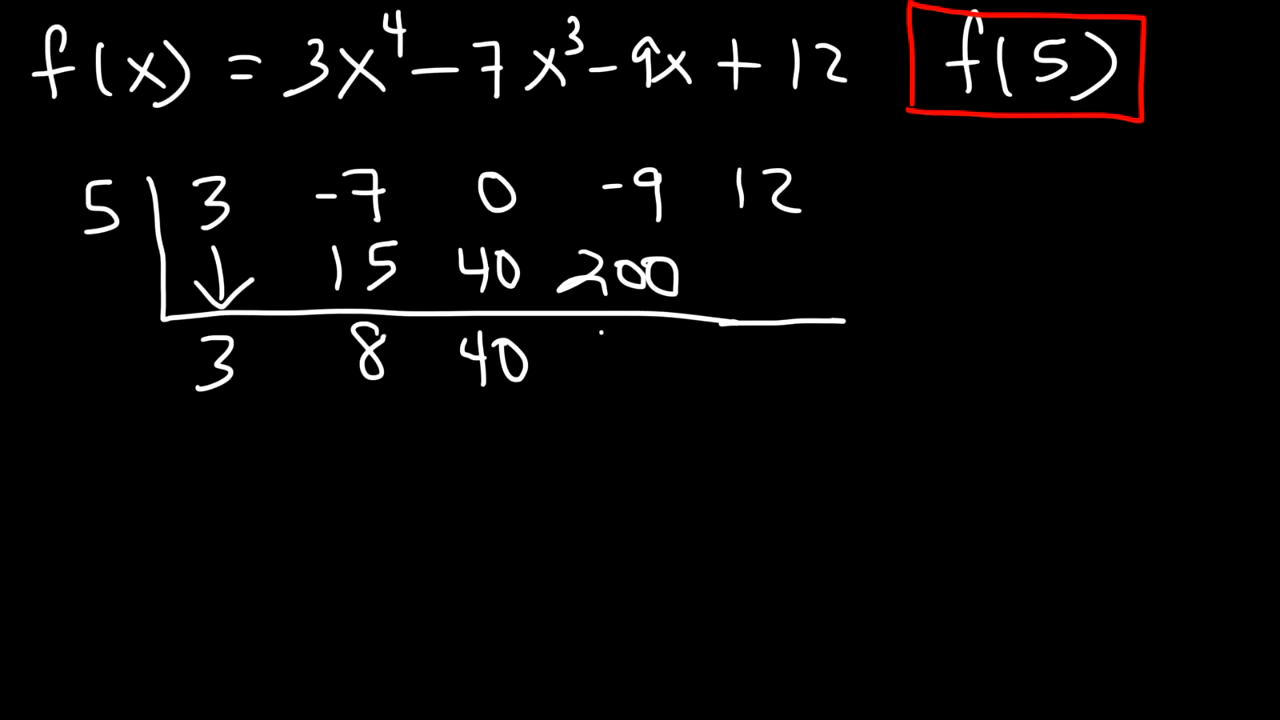 f(x) = 3x⁴ - 7x³ - 9x + 12 f(5)
5 3 -7 0 -9 12
↓ 15 40 200
3 8 40